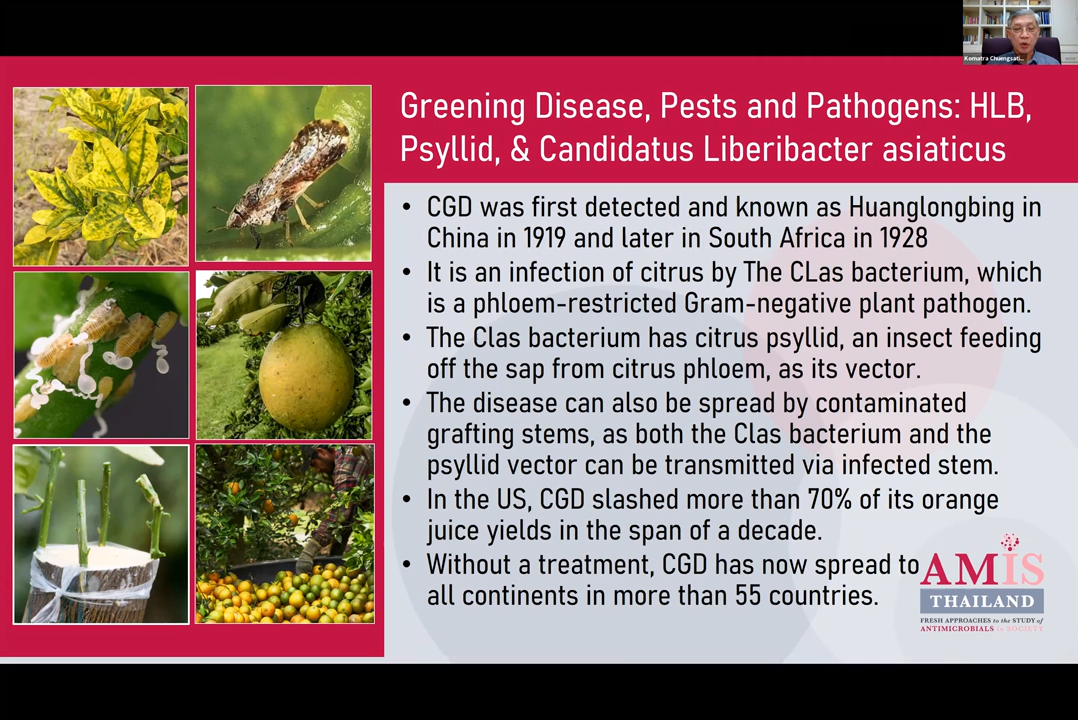 Komatra Chuengsati...
Greening Disease, Pests and Pathogens: HLB,
Psyllid, & Candidatus Liberibacter asiaticus
• CGD was first detected and known as Huanglongbing in
China in 1919 and later in South Africa in 1928
• It is an infection of citrus by The CLas bacterium, which
is a phloem-restricted Gram-negative plant pathogen.
• The Clas bacterium has citrus psyllid, an insect feeding
off the sap from citrus phloem, as its vector.
• The disease can also be spread by contaminated
grafting stems, as both the Clas bacterium and the
psyllid vector can be transmitted via infected stem.
• In the US, CGD slashed more than 70% of its orange
juice yields in the span of a decade.
• Without a treatment, CGD has now spread to
all continents in more than 55 countries.
AMIS
THAILAND
FRESH APPROACHES to the STUDY of
ANTIMICROBIALS in SOCIETY